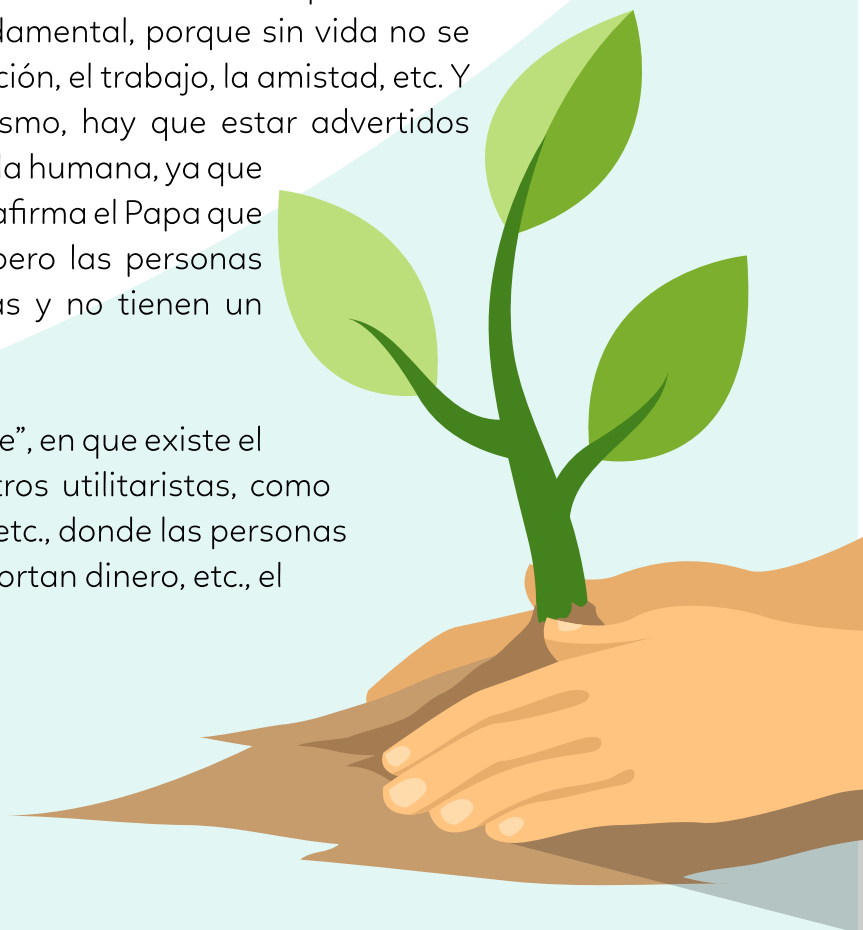 damental, porque sin vida no se
ción, el trabajo, la amistad, etc. Y
smo, hay que estar advertidos
la humana, ya que
afirma el Papa que
pero las personas
as y no tienen un
e”, en que existe el
tros utilitaristas, como
etc., donde las personas
ortan dinero, etc., el